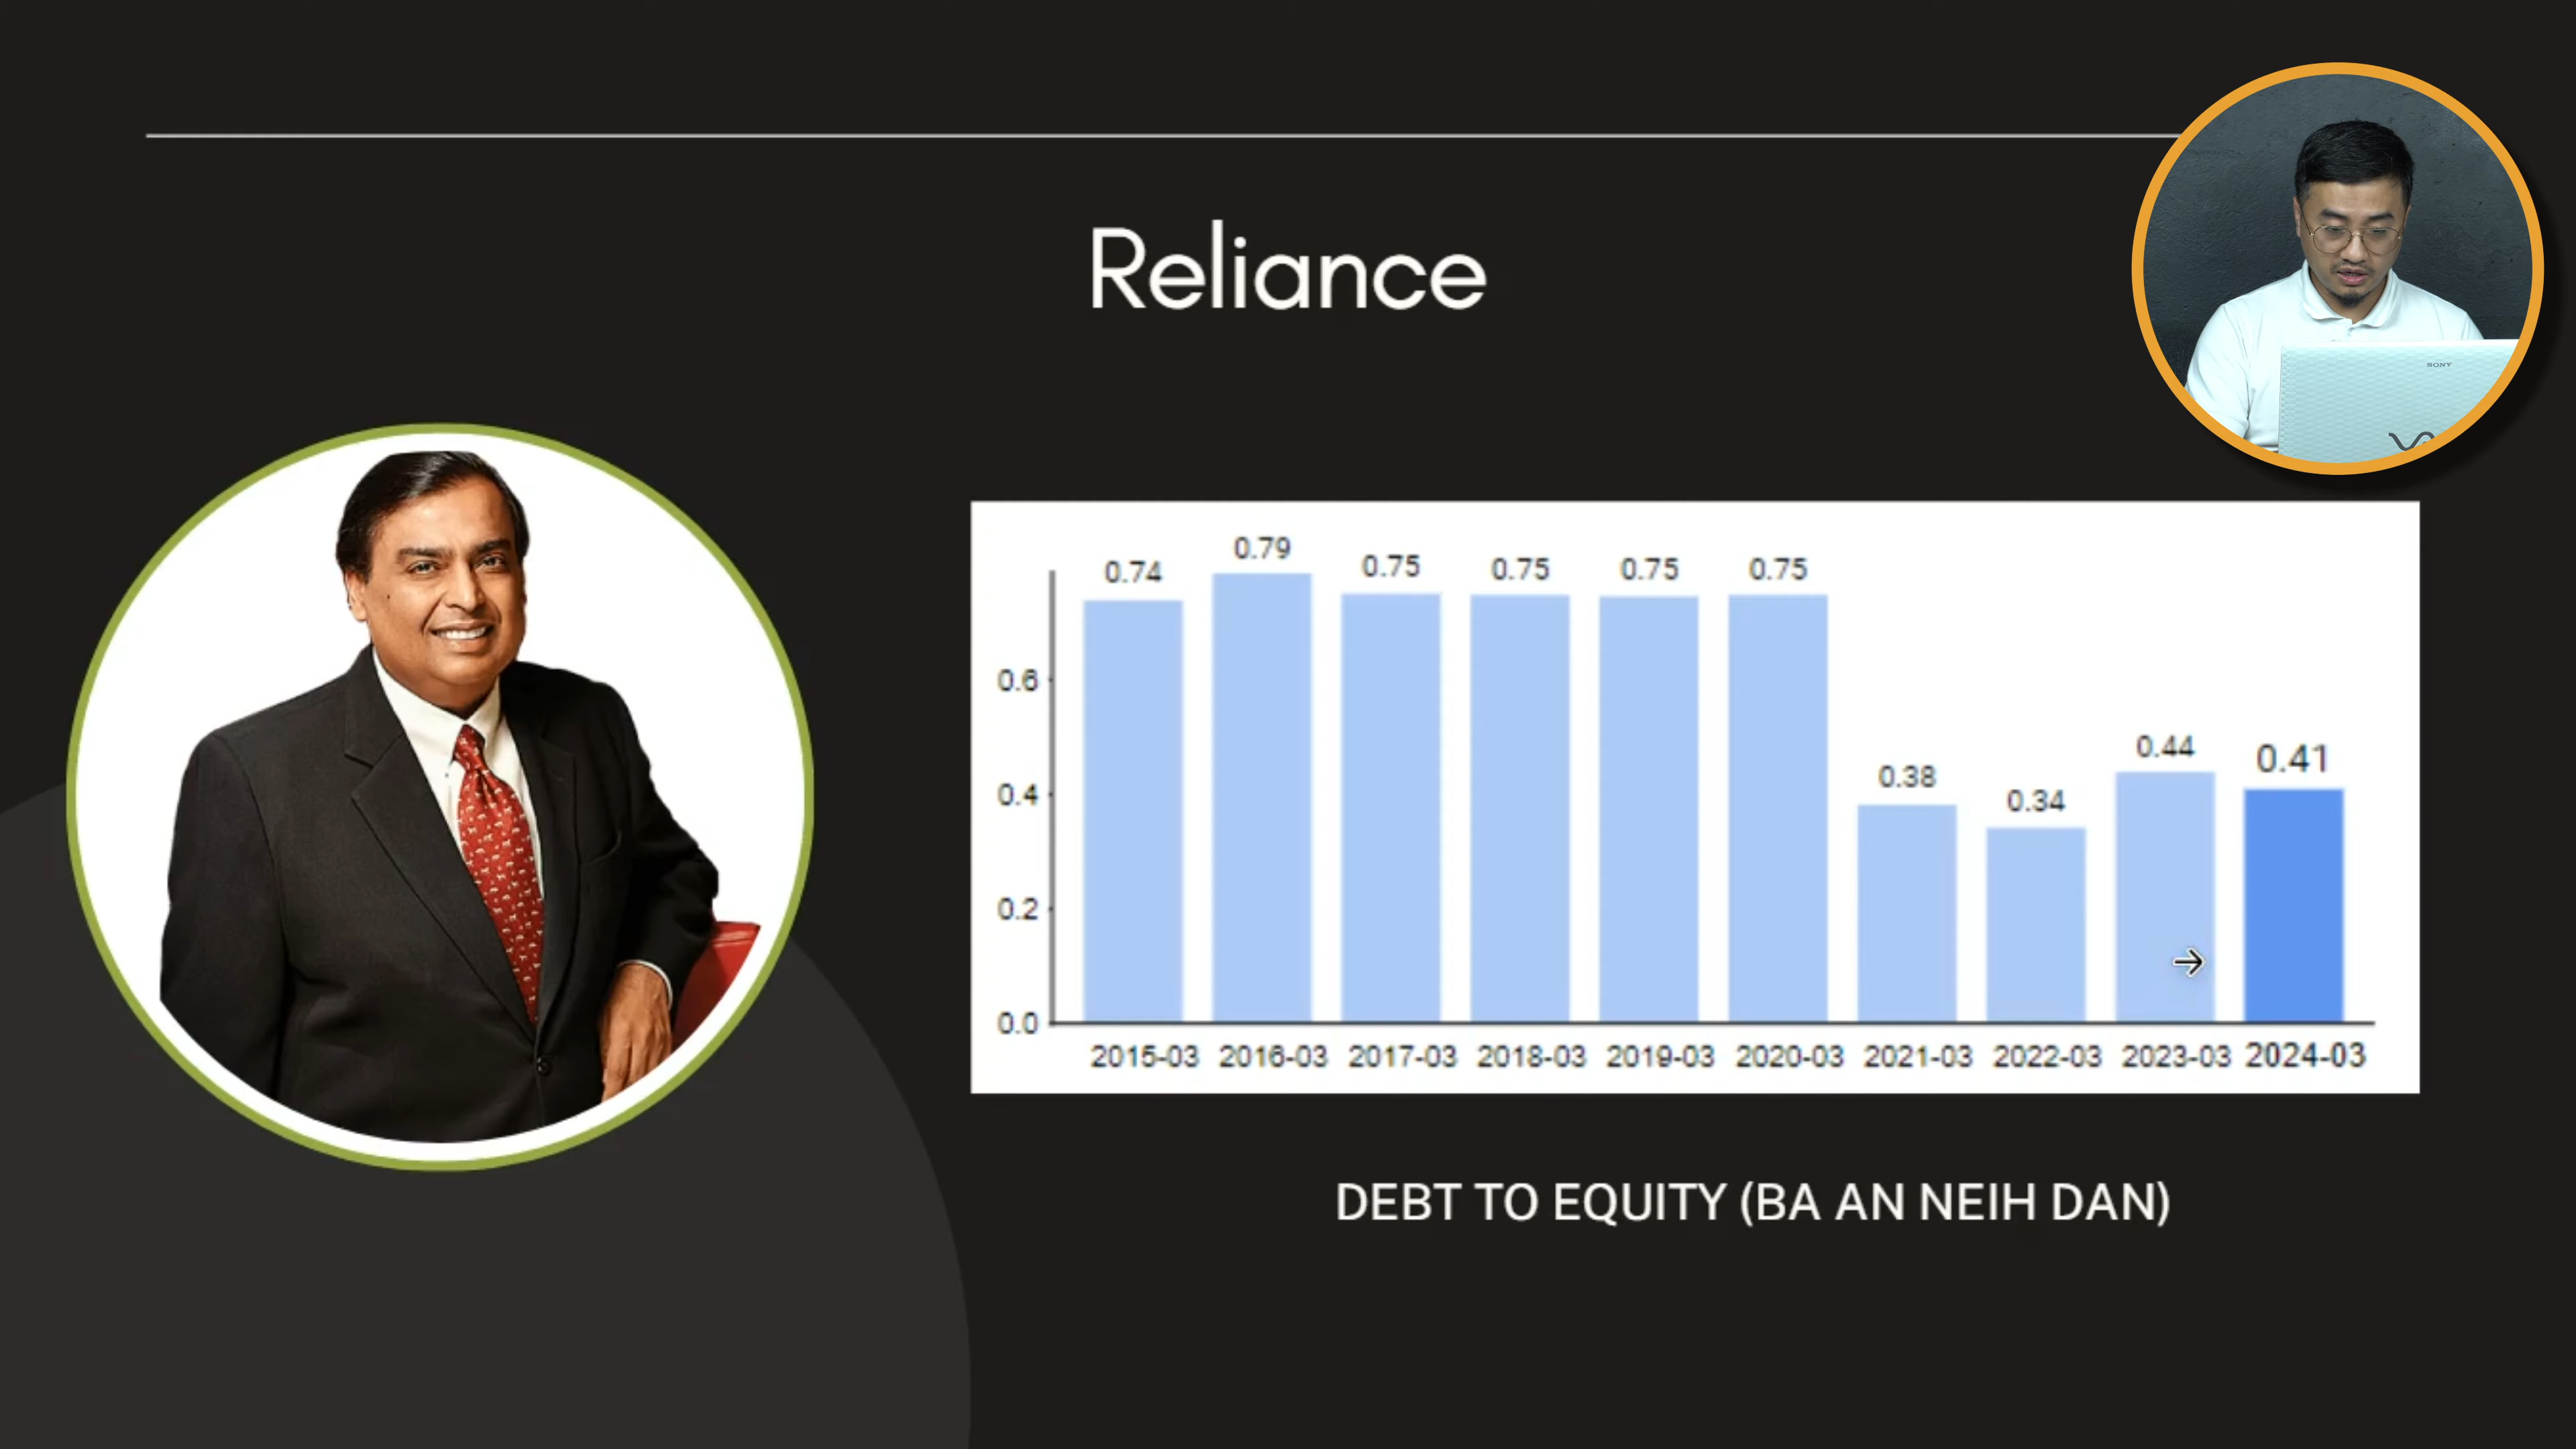 Reliance
SONY
0.74 0.79 0.75 0.75 0.75 0.75 0.38 0.34 0.44 0.41
0.6
0.4
0.2
0.0
2015-03 2016-03 2017-03 2018-03 2019-03 2020-03 2021-03 2022-03 2023-03 2024-03
DEBT TO EQUITY (BA AN NEIH DAN)